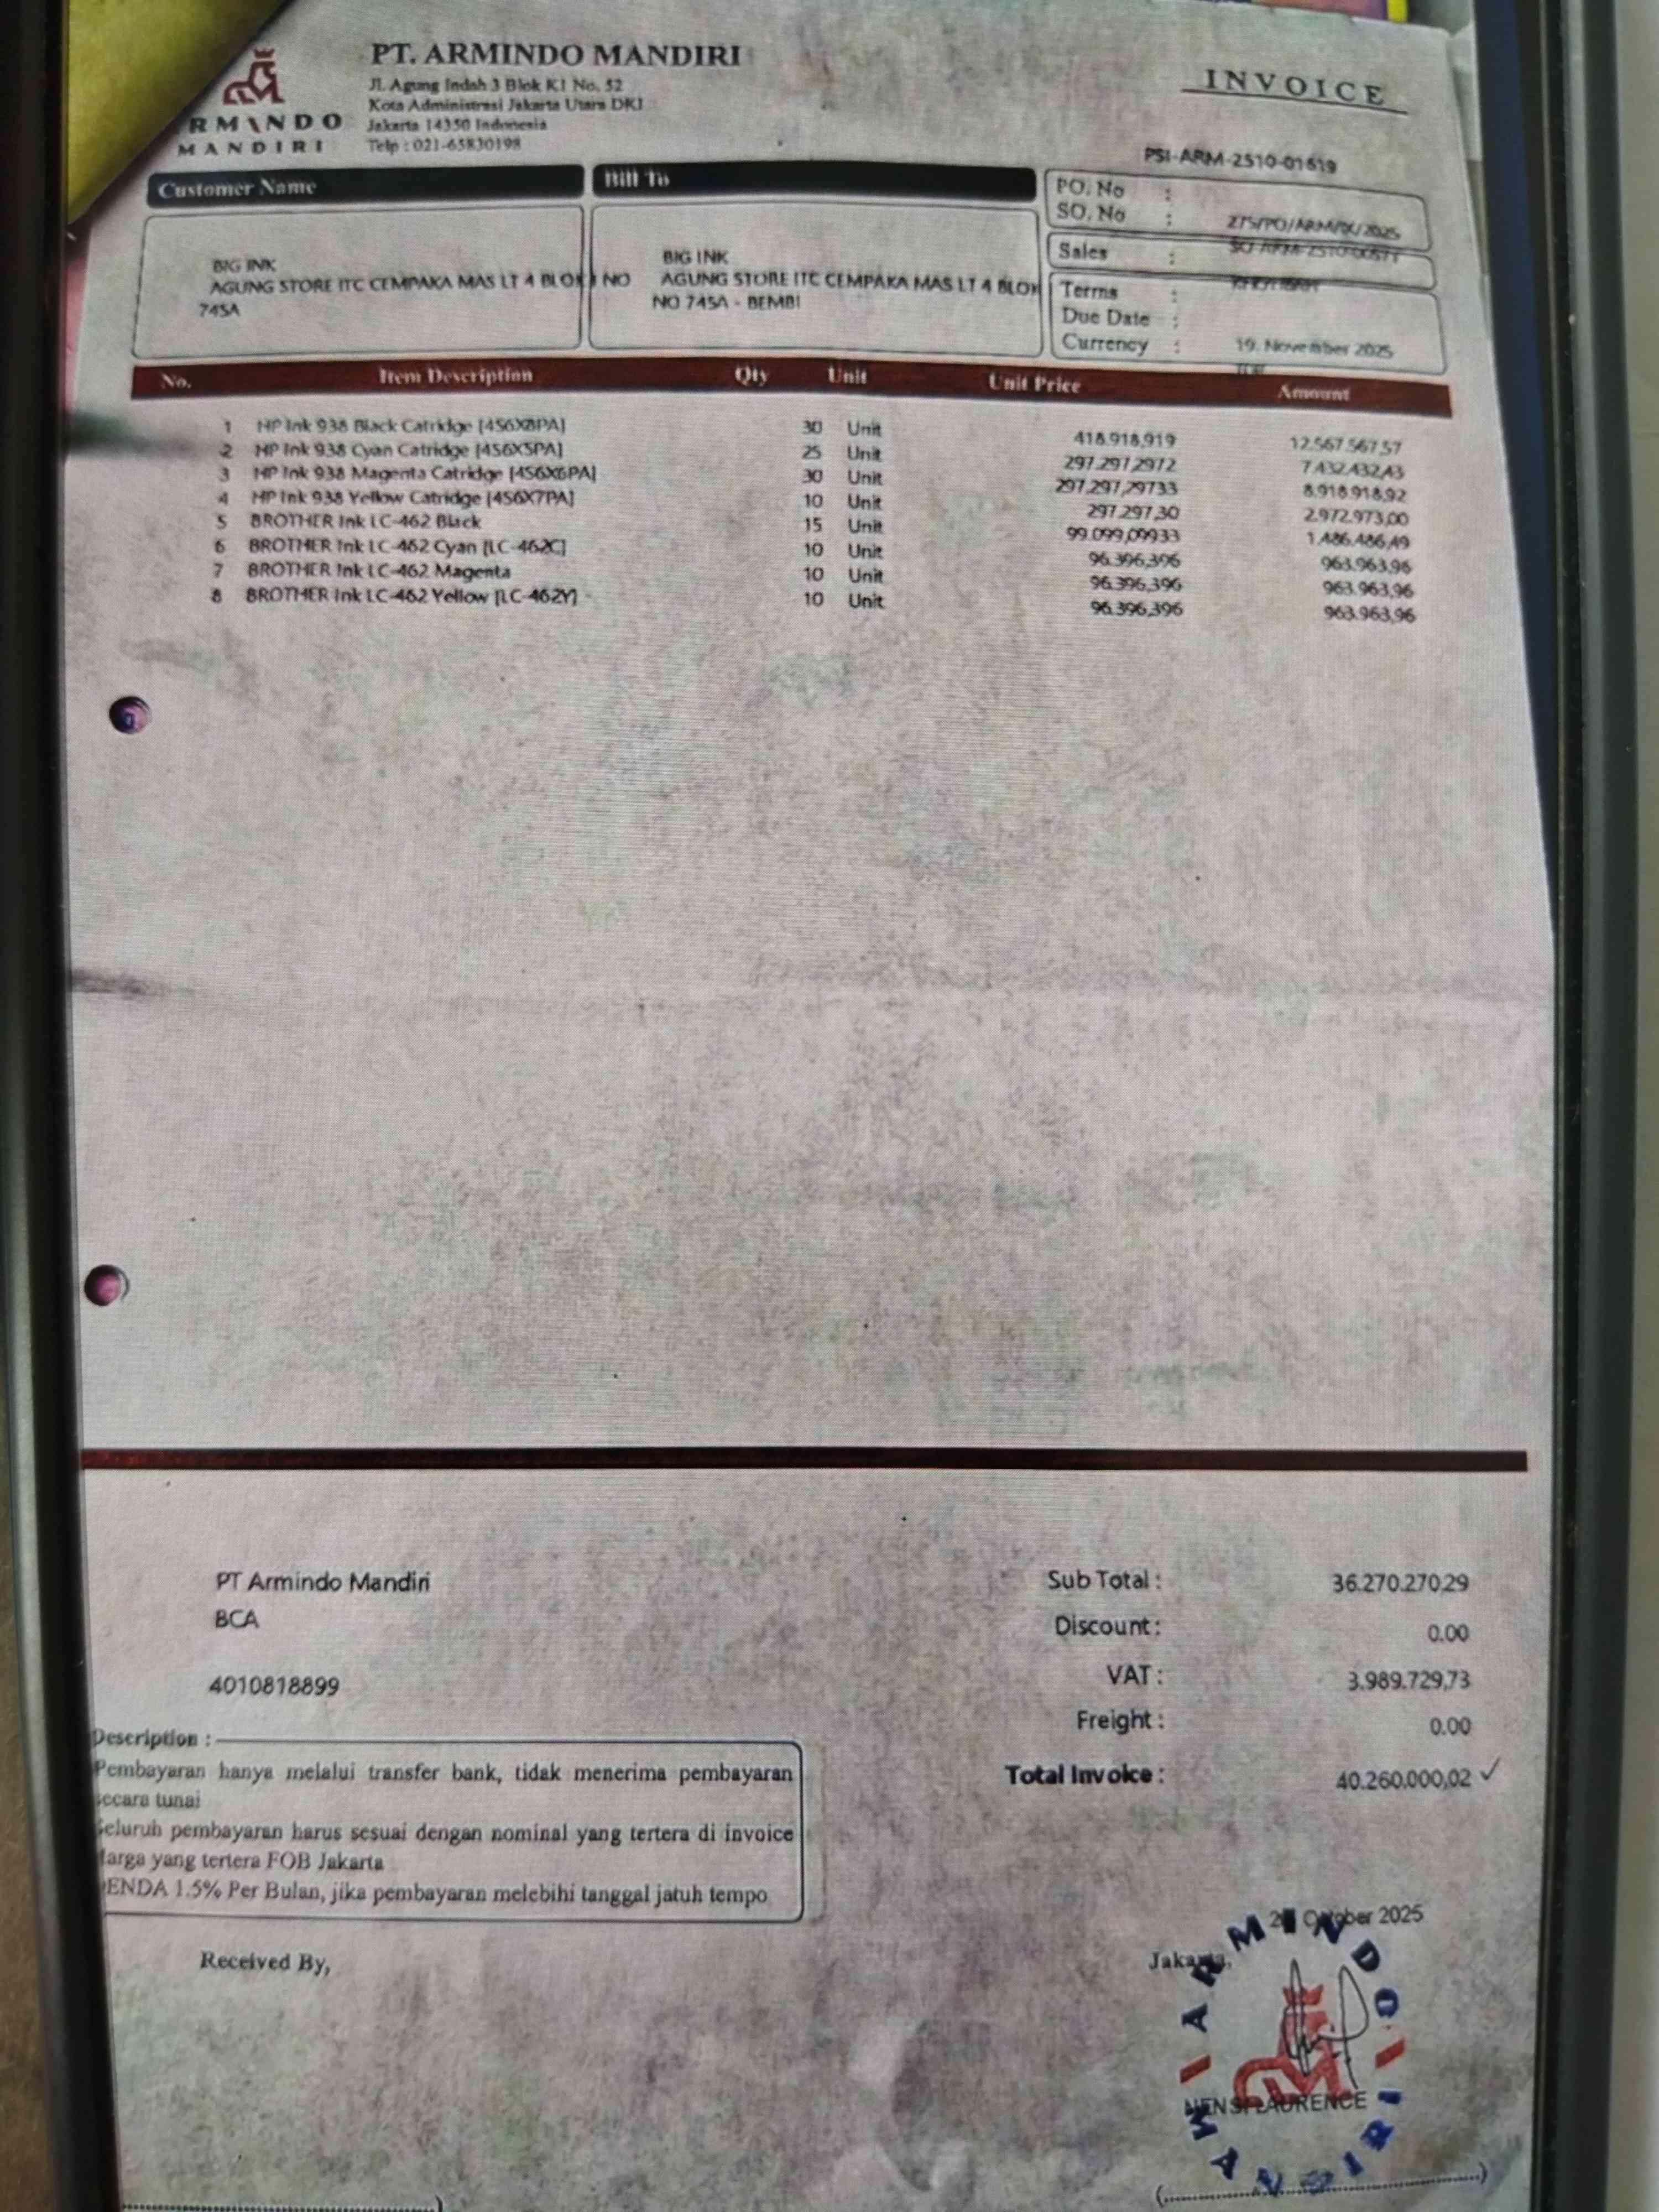 PT. ARMINDO MANDIRI
Jl. Agung Indah 3 Blok K1 No. 52
Kota Administrasi Jakarta Utara DKI
Jakarta 14350 Indonesia
Telp : 021-65830198
RMINDO
MANDIRI
INVOICE
PSI-ARM-2510-01619
Customer Name
BIG INK
AGUNG STORE ITC CEMPAKA MAS LT 4 BLOK NO
745A
Bill To
BIG INK
AGUNG STORE ITC CEMPAKA MAS LT 4 BLOK
NO 745A - BEMBI
PO. No :
SO. No : 275/PO/ARM/IX/2025
Sales :
Terms :
Due Date :
Currency : 19. November 2025
No. Item Description Qty Unit Unit Price Amount
1 HP Ink 938 Black Catridge [4S6X8PA] 30 Unit 418.918,919 12.567.567,57
2 HP Ink 938 Cyan Catridge [4S6X5PA] 25 Unit 297.297,2972 7.432.432,43
3 HP Ink 938 Magenta Catridge [4S6X6PA] 30 Unit 297.297,29733 8.918.918,92
4 HP Ink 938 Yellow Catridge [4S6X7PA] 10 Unit 297.297,30 2.972.973,00
5 BROTHER Ink LC-462 Black 15 Unit 99.099,09933 1.486.486,49
6 BROTHER Ink LC-462 Cyan [LC-462C] 10 Unit 96.396,396 963.963,96
7 BROTHER Ink LC-462 Magenta 10 Unit 96.396,396 963.963,96
8 BROTHER Ink LC-462 Yellow [LC-462Y] 10 Unit 96.396,396 963.963,96
PT Armindo Mandiri
BCA
4010818899
Sub Total : 36.270.270,29
Discount : 0.00
VAT : 3.989.729,73
Freight : 0.00
Total Invoice : 40.260.000,02 ✓
Description :
Pembayaran hanya melalui transfer bank, tidak menerima pembayaran
secara tunai
Seluruh pembayaran harus sesuai dengan nominal yang tertera di invoice
Harga yang tertera FOB Jakarta
DENDA 1.5% Per Bulan, jika pembayaran melebihi tanggal jatuh tempo
Received By,
October 2025
Jakarta,
ARMINDO
MANDIRI
LAURENCE